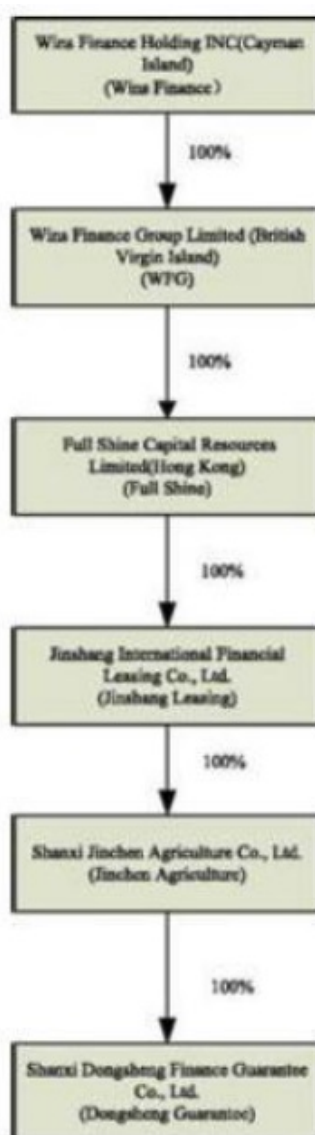 Wins Finance Holding INC(Cayman
Island)
(Wins Finance)
100%
Wins Finance Group Limited (British
Virgin Island)
(WFG)
100%
Full Shine Capital Resources
Limited(Hong Kong)
(Full Shine)
100%
Jinshang International Financial
Leasing Co., Ltd.
(Jinshang Leasing)
100%
Shanxi Jinchen Agriculture Co., Ltd.
(Jinchen Agriculture)
100%
Shanxi Dongsheng Finance Guarantee
Co., Ltd.
(Dongsheng Guarantee)